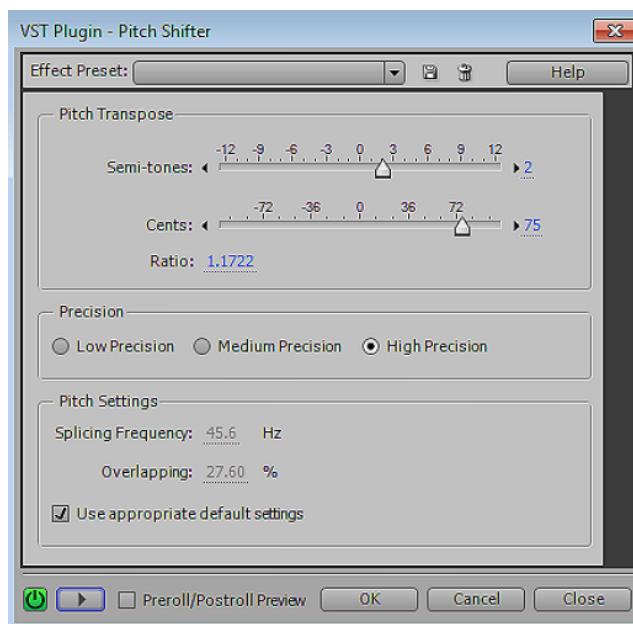 VST Plugin - Pitch Shifter
Effect Preset: Help
Pitch Transpose
-12 -9 -6 -3 0 3 6 9 12
Semi-tones: 2
-72 -36 0 36 72
Cents: 75
Ratio: 1.1722
Precision
Low Precision Medium Precision High Precision
Pitch Settings
Splicing Frequency: 45.6 Hz
Overlapping: 27.60 %
Use appropriate default settings
Preroll/Postroll Preview OK Cancel Close